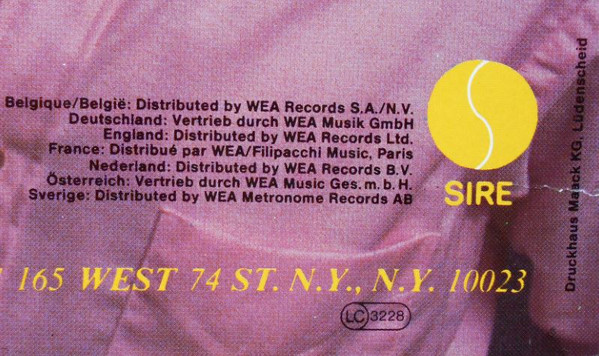 Belgique/België: Distributed by WEA Records S.A./N.V.
Deutschland: Vertrieb durch WEA Musik GmbH
England: Distributed by WEA Records Ltd.
France: Distribué par WEA/Filipacchi Music, Paris
Nederland: Distributed by WEA Records B.V.
Österreich: Vertrieb durch WEA Music Ges. m. b. H.
Sverige: Distributed by WEA Metronome Records AB
SIRE
Druckhaus Maack KG, Lüdenscheid
165 WEST 74 ST. N.Y., N.Y. 10023
LC 3228